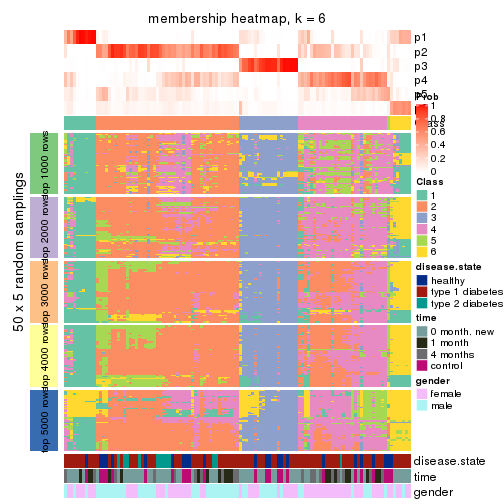 membership heatmap, k = 6
p1
p2
p3
p4
p5
Prob
1
0.8
0.6
0.4
0.2
0
Class
1
2
3
4
5
6
disease.state
healthy
type 1 diabetes
type 2 diabetes
time
0 month. new
1 month
4 months
control
gender
female
male
50 x 5 random samplings
top 1000 rows
top 2000 rows
top 3000 rows
top 4000 rows
top 5000 rows
disease.state
time
gender